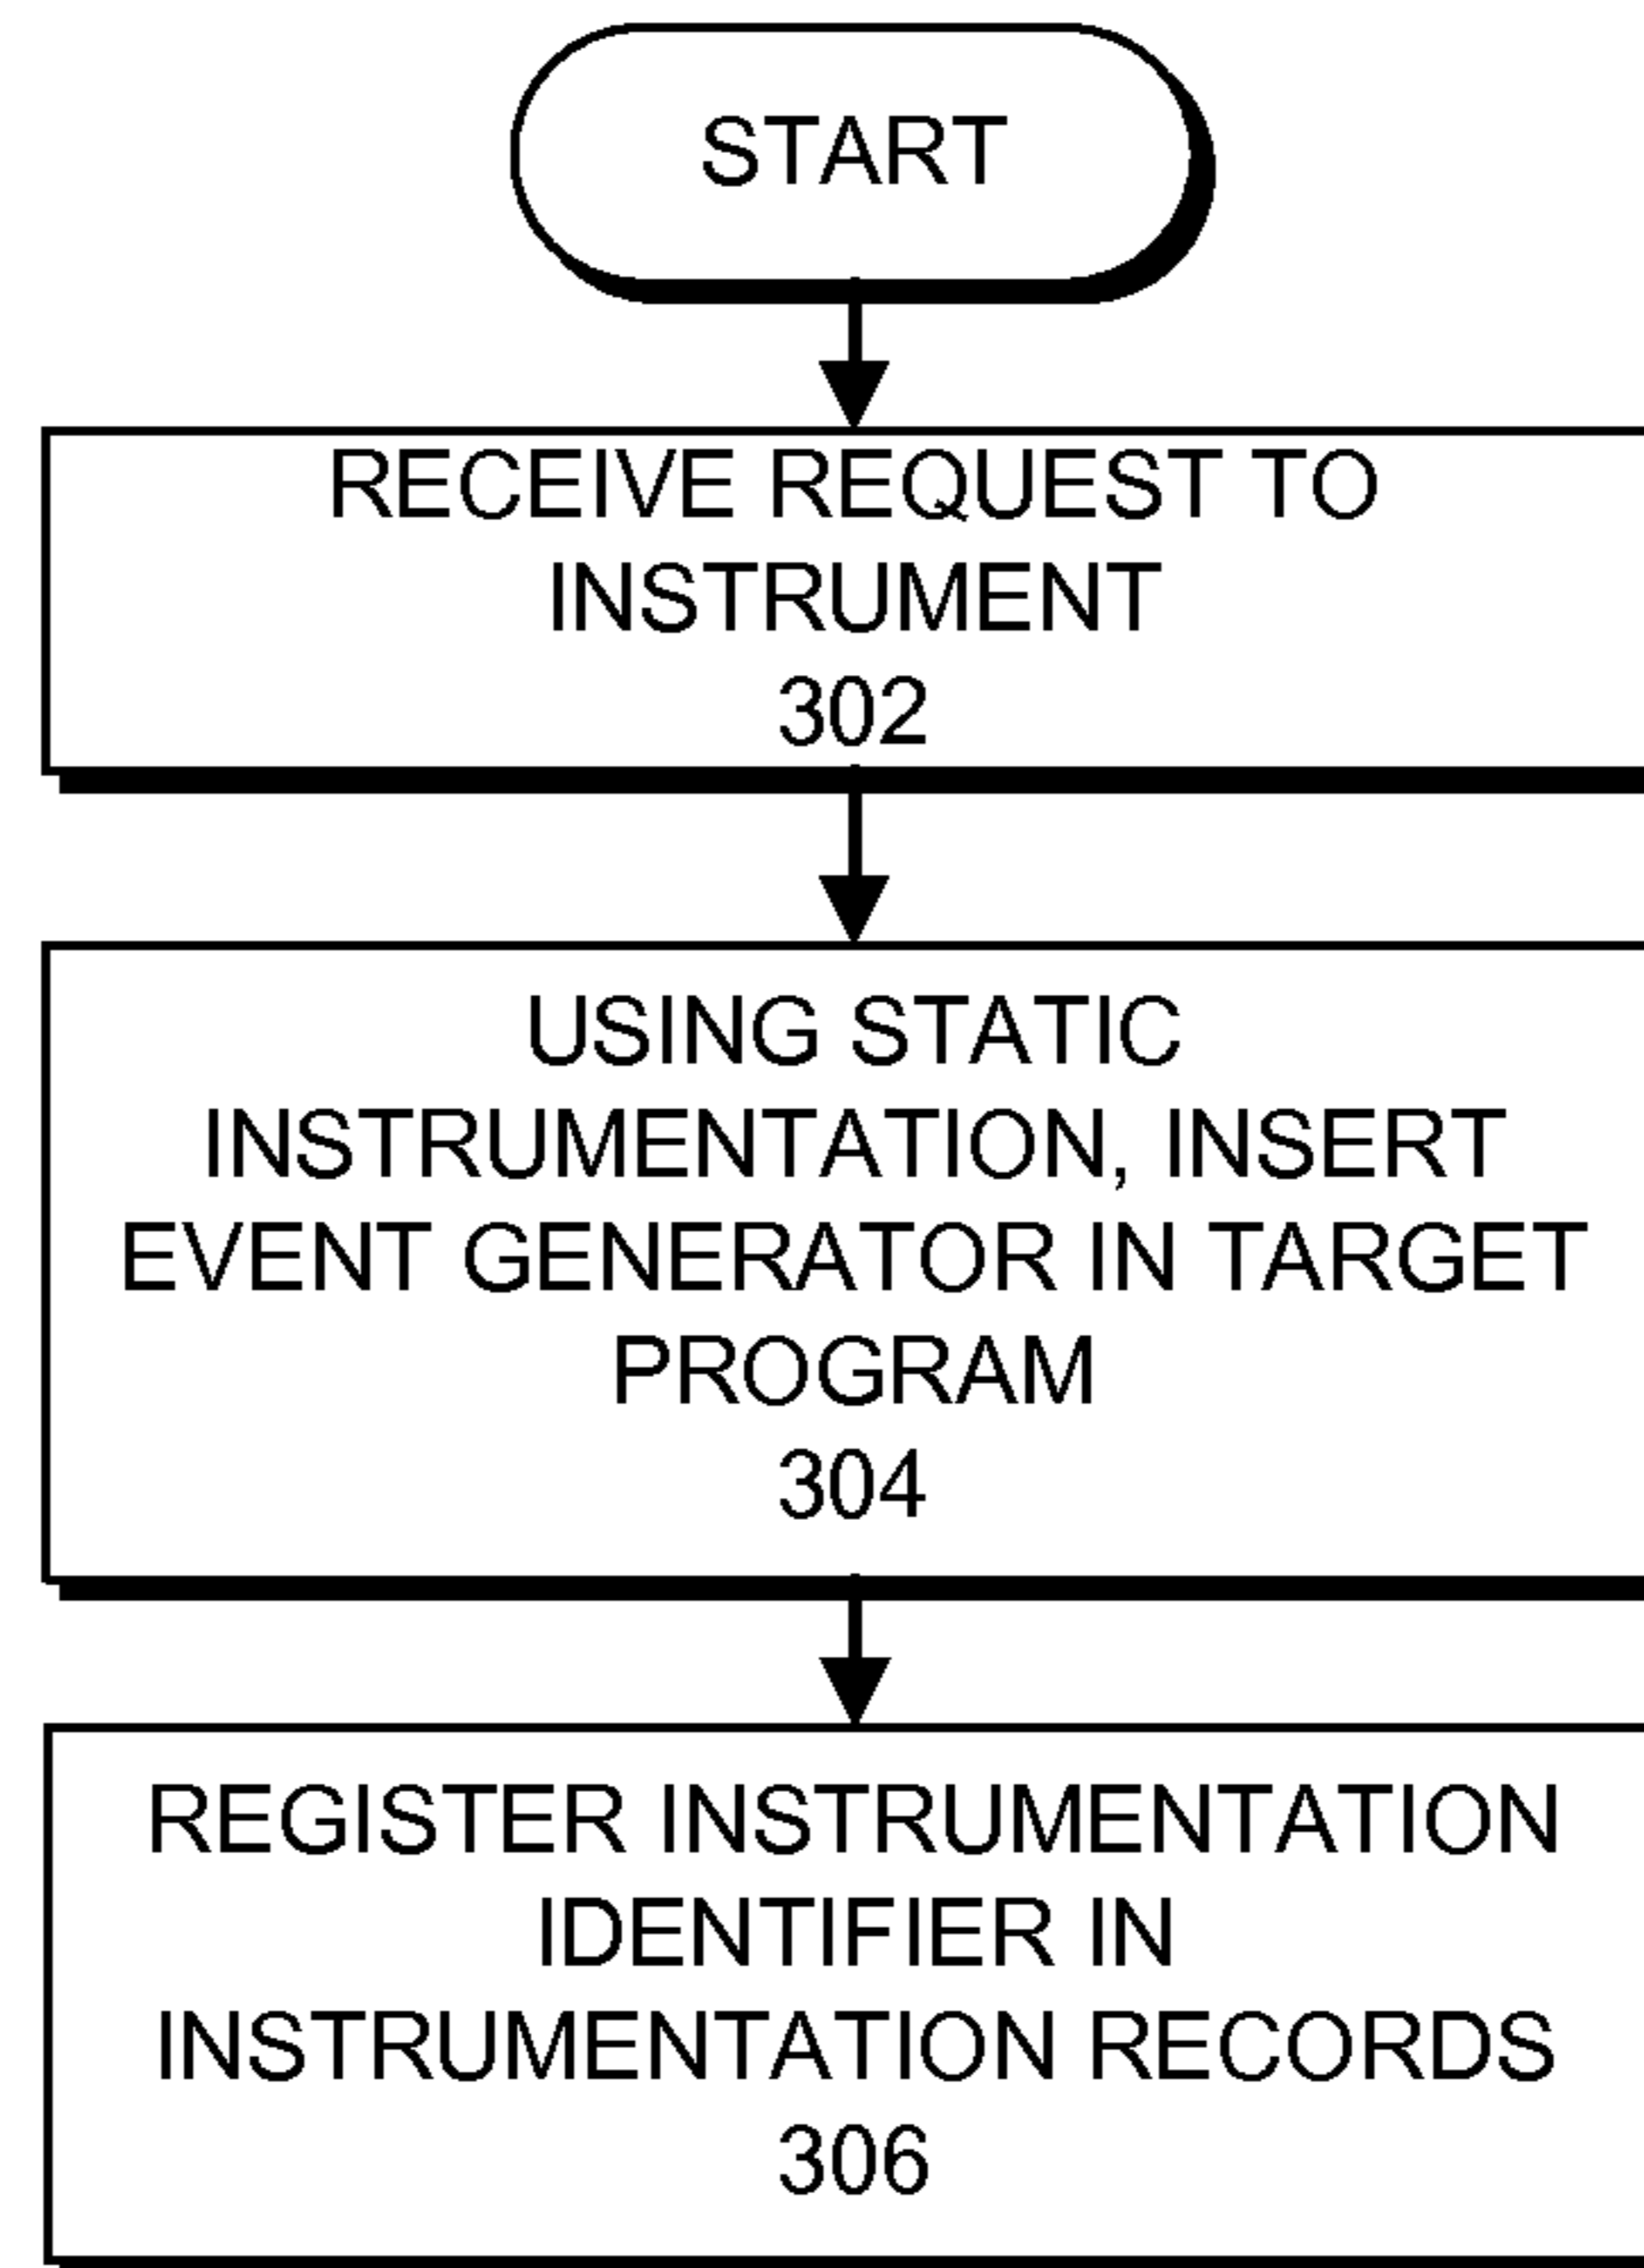 START
RECEIVE REQUEST TO
INSTRUMENT
302
USING STATIC
INSTRUMENTATION, INSERT
EVENT GENERATOR IN TARGET
PROGRAM
304
REGISTER INSTRUMENTATION
IDENTIFIER IN
INSTRUMENTATION RECORDS
306